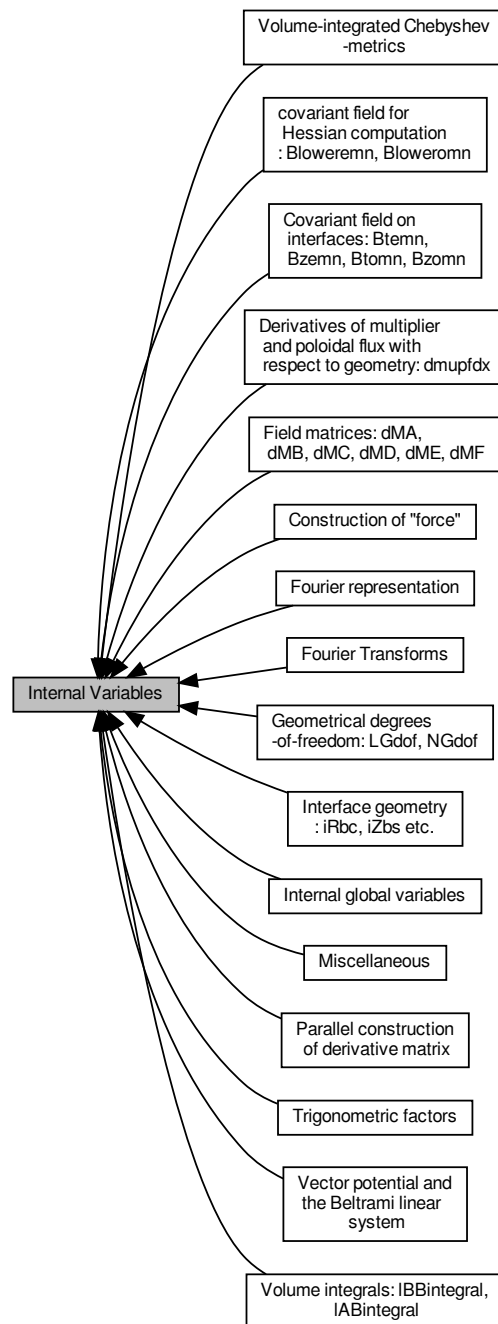 Volume-integrated Chebyshev
-metrics
covariant field for
Hessian computation
: Bloweremn, Bloweromn
Covariant field on
interfaces: Btemn,
Bzemn, Btomn, Bzomn
Derivatives of multiplier
and poloidal flux with
respect to geometry: dmupfdx
Field matrices: dMA,
dMB, dMC, dMD, dME, dMF
Construction of "force"
Fourier representation
Fourier Transforms
Internal Variables
Geometrical degrees
-of-freedom: LGdof, NGdof
Interface geometry
: iRbc, iZbs etc.
Internal global variables
Miscellaneous
Parallel construction
of derivative matrix
Trigonometric factors
Vector potential and
the Beltrami linear
system
Volume integrals: lBBintegral,
lABintegral